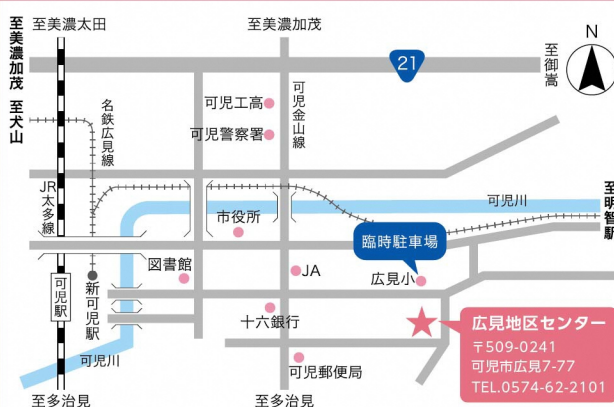 至美濃太田
至美濃加茂
至美濃加茂 至犬山
21
至御嵩
N
名鉄広見線
可児工高
可児金山線
可児警察署
JR太多線
可児川
至明智駅
市役所
臨時駐車場
図書館
JA
広見小
可児駅
新可児駅
十六銀行
広見地区センター
〒509-0241
可児市広見7-77
TEL.0574-62-2101
可児川
可児郵便局
至多治見
至多治見